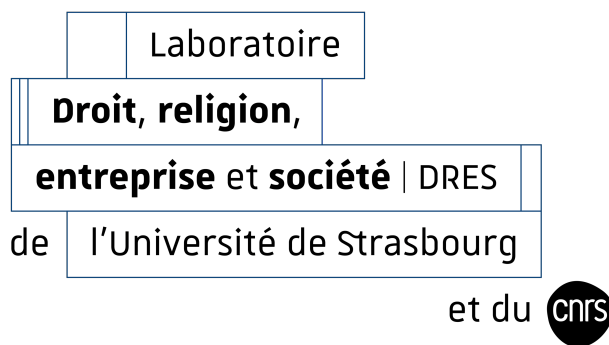 Laboratoire
Droit, religion,
entreprise et société | DRES
de l'Université de Strasbourg
et du cnrs